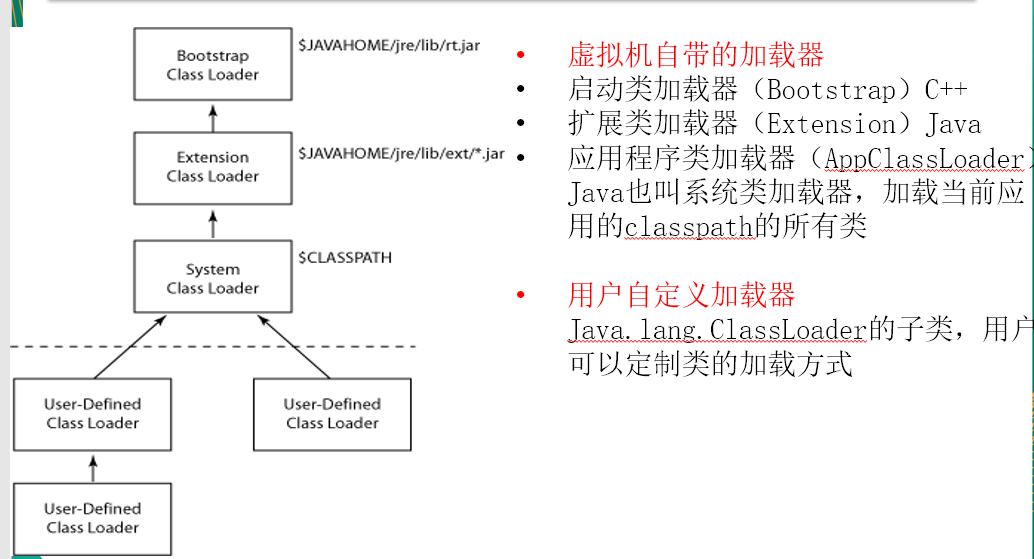 Bootstrap
Class Loader
$JAVAHOME/jre/lib/rt.jar
Extension
Class Loader
$JAVAHOME/jre/lib/ext/*.jar
System
Class Loader
$CLASSPATH
User-Defined
Class Loader
User-Defined
Class Loader
User-Defined
Class Loader
• 虚拟机自带的加载器
• 启动类加载器（Bootstrap）C++
• 扩展类加载器（Extension）Java
• 应用程序类加载器（AppClassLoader）
Java也叫系统类加载器，加载当前应
用的classpath的所有类
• 用户自定义加载器
Java.lang.ClassLoader的子类，用户
可以定制类的加载方式